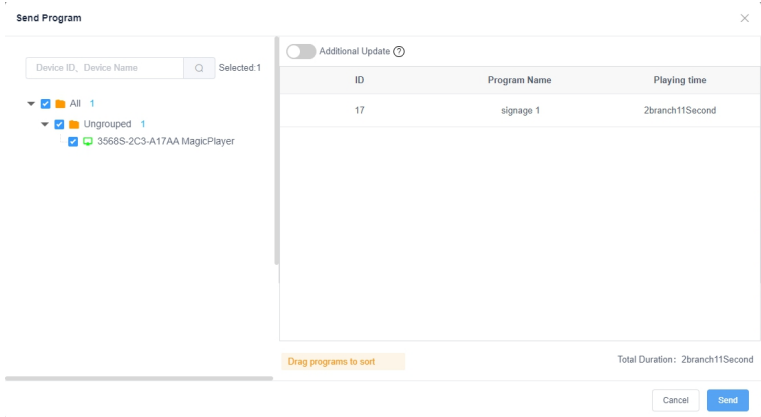 Send Program
Device ID、Device Name
Selected:1
All 1
Ungrouped 1
3568S-2C3-A17AA MagicPlayer
Additional Update ?
ID Program Name Playing time
17 signage 1 2branch11Second
Drag programs to sort
Total Duration：2branch11Second
Cancel Send